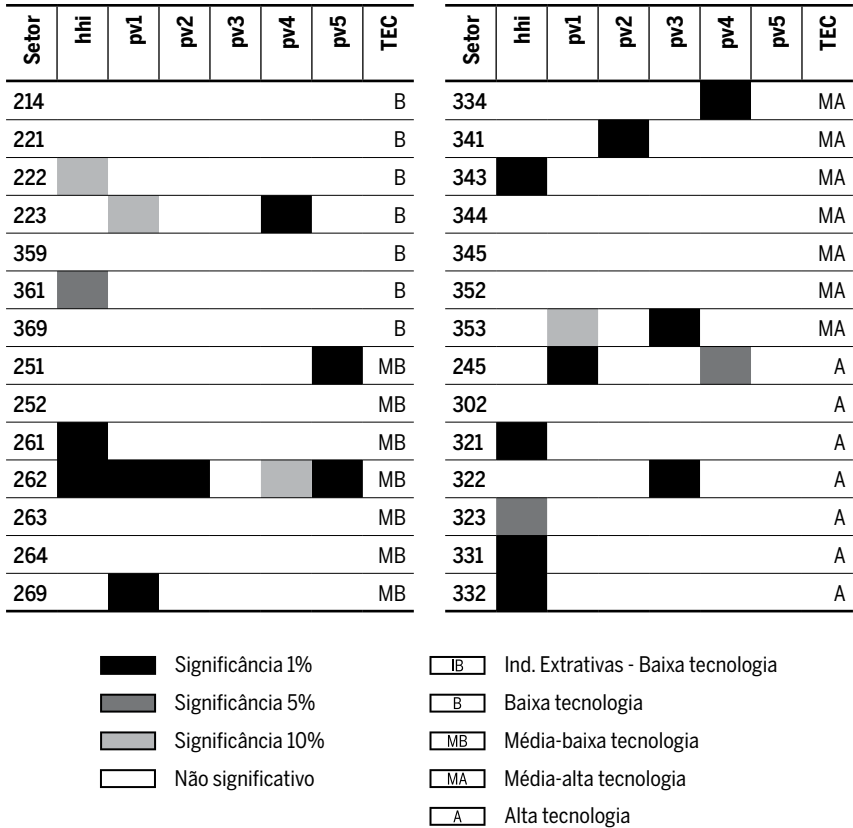 Setor hhi pv1 pv2 pv3 pv4 pv5 TEC
214 B
221 B
222 B
223 B
359 B
361 B
369 B
251 MB
252 MB
261 MB
262 MB
263 MB
264 MB
269 MB
Setor hhi pv1 pv2 pv3 pv4 pv5 TEC
334 MA
341 MA
343 MA
344 MA
345 MA
352 MA
353 MA
245 A
302 A
321 A
322 A
323 A
331 A
332 A
Significância 1%
Significância 5%
Significância 10%
Não significativo
IB Ind. Extrativas - Baixa tecnologia
B Baixa tecnologia
MB Média-baixa tecnologia
MA Média-alta tecnologia
A Alta tecnologia